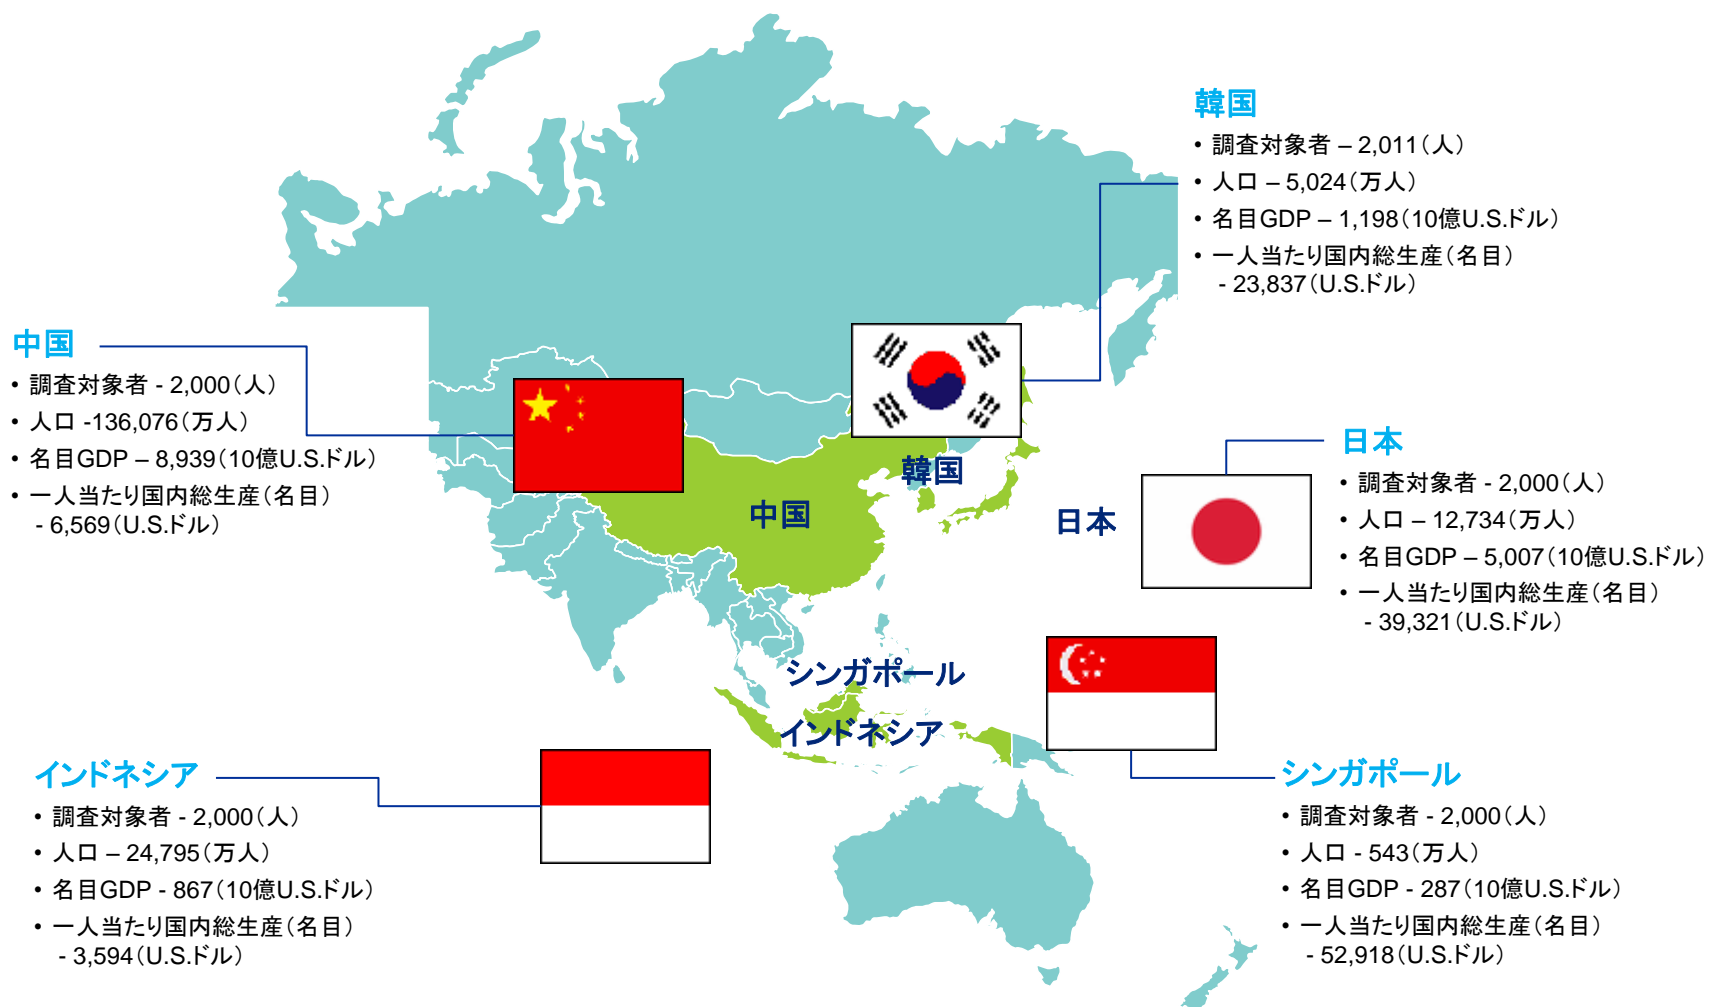 韓国
• 調査対象者 – 2,011(人)
• 人口 – 5,024(万人)
• 名目GDP – 1,198(10億U.S.ドル)
• 一人当たり国内総生産(名目)
- 23,837(U.S.ドル)
中国
• 調査対象者 - 2,000(人)
• 人口 -136,076(万人)
• 名目GDP – 8,939(10億U.S.ドル)
• 一人当たり国内総生産(名目)
- 6,569(U.S.ドル)
日本
• 調査対象者 - 2,000(人)
• 人口 – 12,734(万人)
• 名目GDP – 5,007(10億U.S.ドル)
• 一人当たり国内総生産(名目)
- 39,321(U.S.ドル)
韓国
中国
日本
シンガポール
インドネシア
インドネシア
• 調査対象者 - 2,000(人)
• 人口 – 24,795(万人)
• 名目GDP - 867(10億U.S.ドル)
• 一人当たり国内総生産(名目)
- 3,594(U.S.ドル)
シンガポール
• 調査対象者 - 2,000(人)
• 人口 - 543(万人)
• 名目GDP - 287(10億U.S.ドル)
• 一人当たり国内総生産(名目)
- 52,918(U.S.ドル)